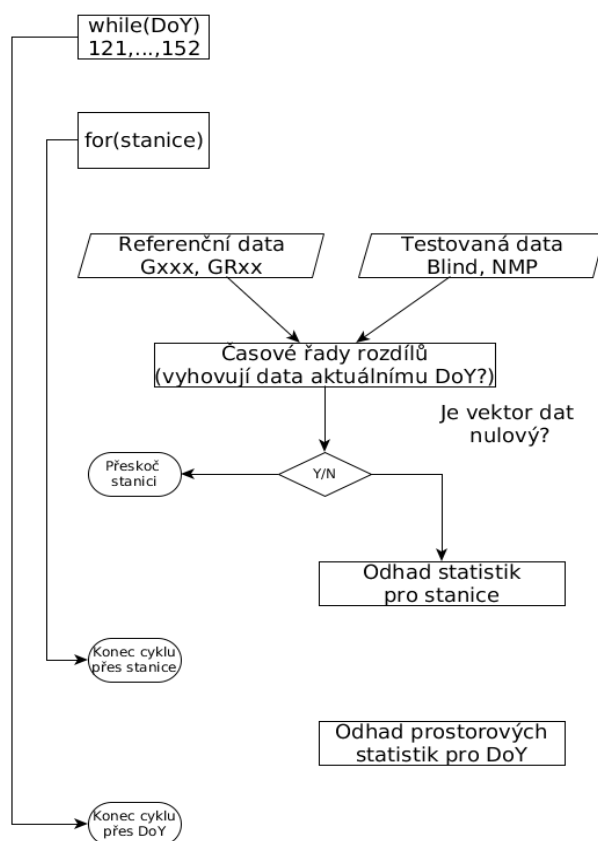 while(DoY)
121,...,152
for(stanice)
Referenční data
Gxxx, GRxx
Testovaná data
Blind, NMP
Časové řady rozdílů
(vyhovují data aktuálnímu DoY?)
Je vektor dat
nulový?
Přeskoč
stanici
Y/N
Odhad statistik
pro stanice
Konec cyklu
přes stanice
Odhad prostorových
statistik pro DoY
Konec cyklu
přes DoY